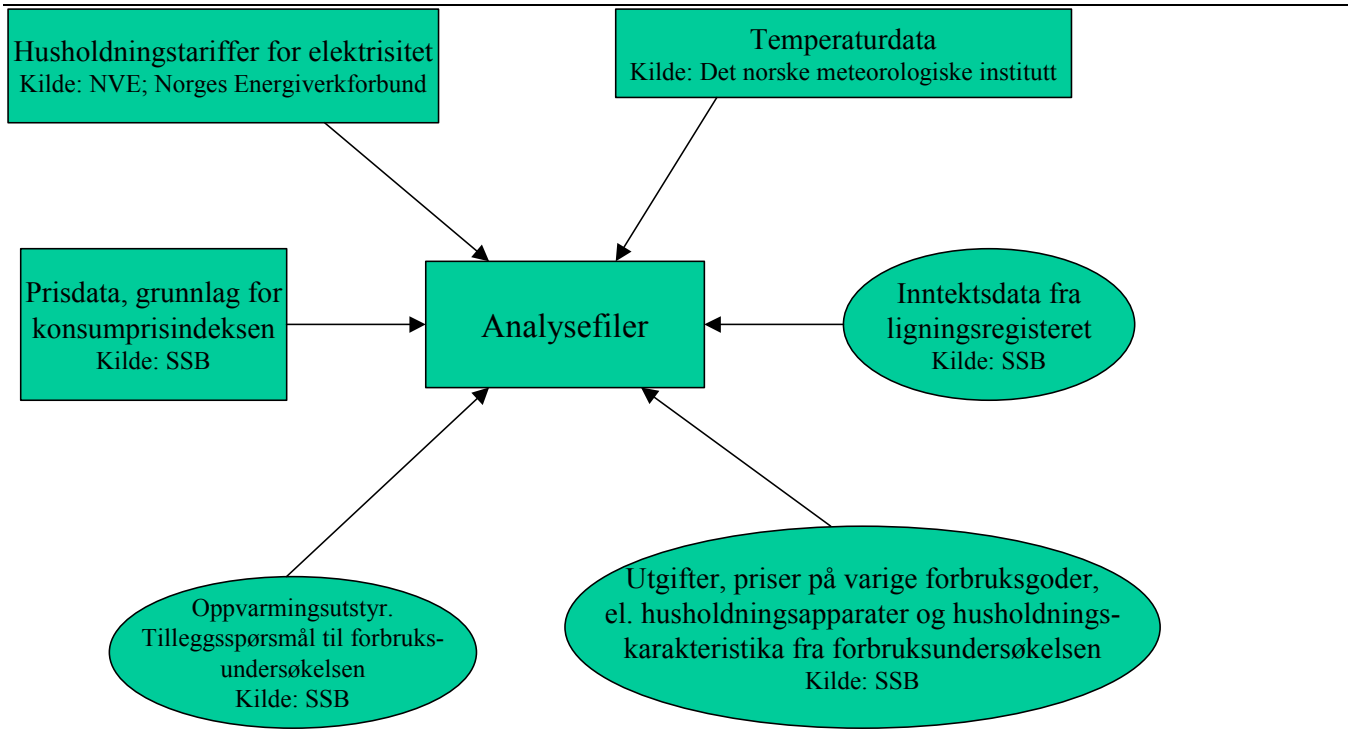 Husholdningstariffer for elektrisitet
Kilde: NVE; Norges Energiverkforbund
Temperaturdata
Kilde: Det norske meteorologiske institutt
Prisdata, grunnlag for
konsumprisindeksen
Kilde: SSB
Analysefiler
Inntektsdata fra
ligningsregisteret
Kilde: SSB
Oppvarmingsutstyr.
Tilleggsspørsmål til forbruks-
undersøkelsen
Kilde: SSB
Utgifter, priser på varige forbruksgoder,
el. husholdningsapparater og husholdnings-
karakteristika fra forbruksundersøkelsen
Kilde: SSB